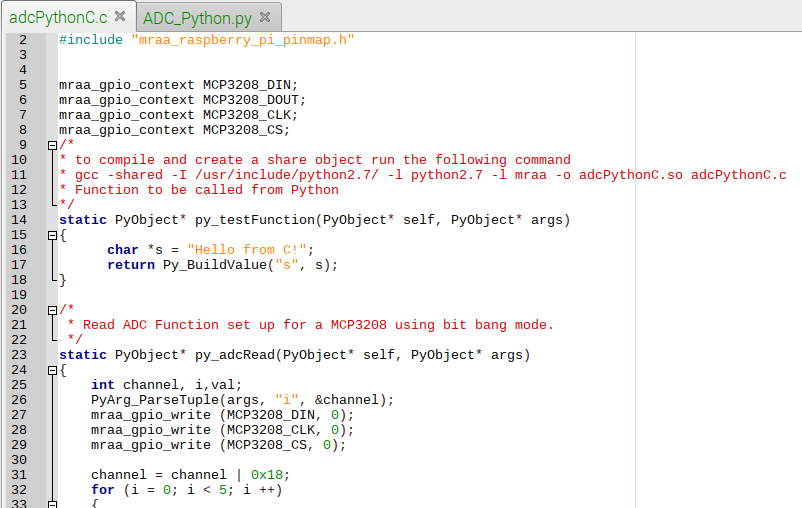 adcPythonC.c ADC_Python.py
2 #include "mraa_raspberry_pi_pinmap.h"
3
4
5 mraa_gpio_context MCP3208_DIN;
6 mraa_gpio_context MCP3208_DOUT;
7 mraa_gpio_context MCP3208_CLK;
8 mraa_gpio_context MCP3208_CS;
9 /*
10 * to compile and create a share object run the following command
11 * gcc -shared -I /usr/include/python2.7/ -l python2.7 -l mraa -o adcPythonC.so adcPythonC.c
12 * Function to be called from Python
13 */
14 static PyObject* py_testFunction(PyObject* self, PyObject* args)
15 {
16       char *s = "Hello from C!";
17       return Py_BuildValue("s", s);
18 }
19
20 /*
21  * Read ADC Function set up for a MCP3208 using bit bang mode.
22  */
23 static PyObject* py_adcRead(PyObject* self, PyObject* args)
24 {
25     int channel, i,val;
26     PyArg_ParseTuple(args, "i", &channel);
27     mraa_gpio_write (MCP3208_DIN, 0);
28     mraa_gpio_write (MCP3208_CLK, 0);
29     mraa_gpio_write (MCP3208_CS, 0);
30
31     channel = channel | 0x18;
32     for (i = 0; i < 5; i ++)
33     {